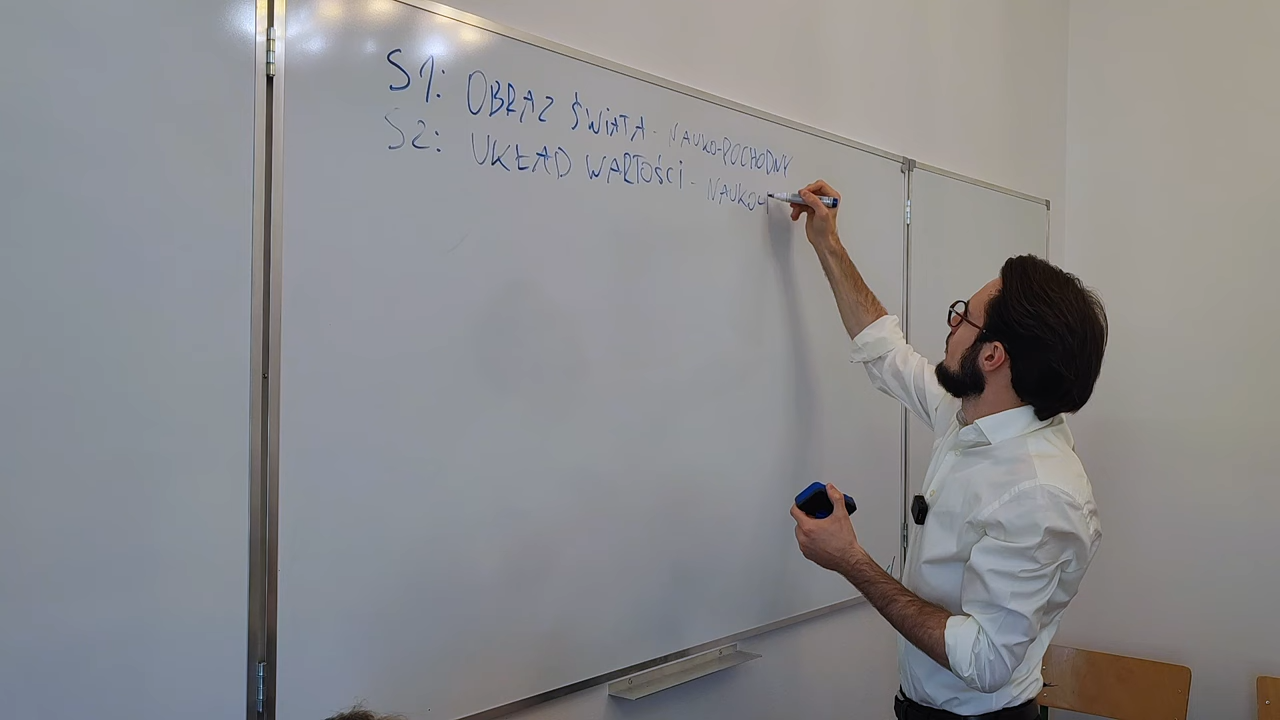 S1: OBRAZ ŚWIATA - NAUKO-POCHODNY
S2: UKŁAD WARTOŚCI - NAUKO-